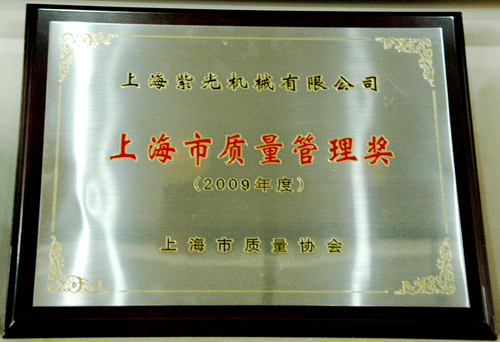 上海紫光机械有限公司
上海市质量管理奖
(2009年度)
上海市质量协会